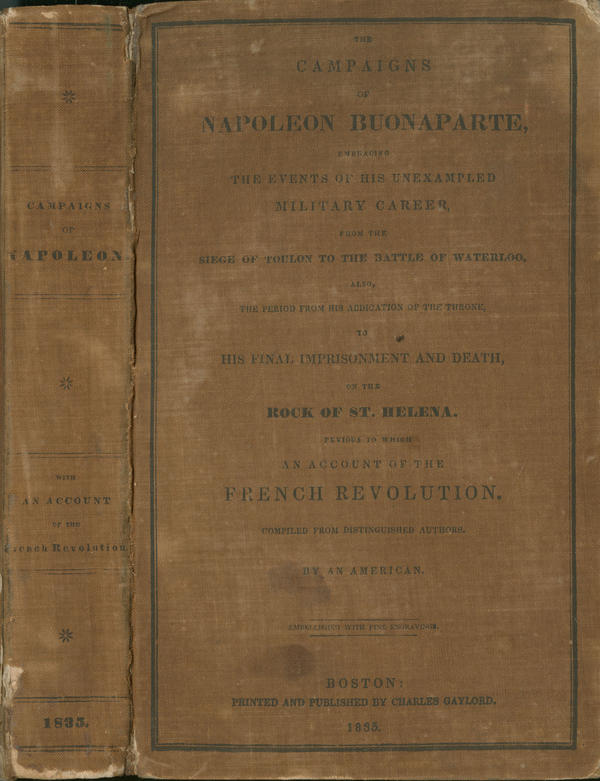 CAMPAIGNS
OF
NAPOLEON
WITH
AN ACCOUNT
OF THE
French Revolution
1835.
THE
CAMPAIGNS
OF
NAPOLEON BUONAPARTE,
EMBRACING
THE EVENTS OF HIS UNEXAMPLED
MILITARY CAREER,
FROM THE
SIEGE OF TOULON TO THE BATTLE OF WATERLOO,
ALSO,
THE PERIOD FROM HIS ABDICATION OF THE THRONE,
TO
HIS FINAL IMPRISONMENT AND DEATH,
ON THE
ROCK OF ST. HELENA.
PEVIOUS TO WHICH
AN ACCOUNT OF THE
FRENCH REVOLUTION.
COMPILED FROM DISTINGUISHED AUTHORS.
BY AN AMERICAN.
EMBELLISHED WITH FINE ENGRAVINGS.
BOSTON:
PRINTED AND PUBLISHED BY CHARLES GAYLORD.
1835.